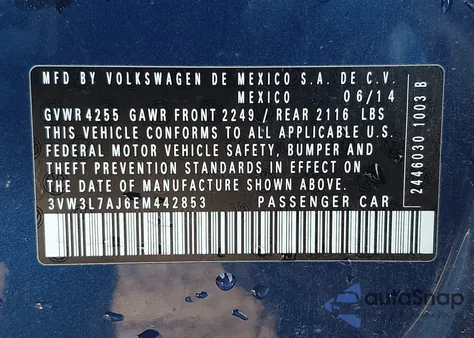 MFD BY VOLKSWAGEN DE MEXICO S.A. DE C.V.
MEXICO 06/14
GVWR 4255 GAWR FRONT 2249 / REAR 2116 LBS
THIS VEHICLE CONFORMS TO ALL APPLICABLE U.S.
FEDERAL MOTOR VEHICLE SAFETY, BUMPER AND
THEFT PREVENTION STANDARDS IN EFFECT ON
THE DATE OF MANUFACTURE SHOWN ABOVE.
3VW3L7AJ6EM442853 PASSENGER CAR
2446030 1003 B
autoSnap